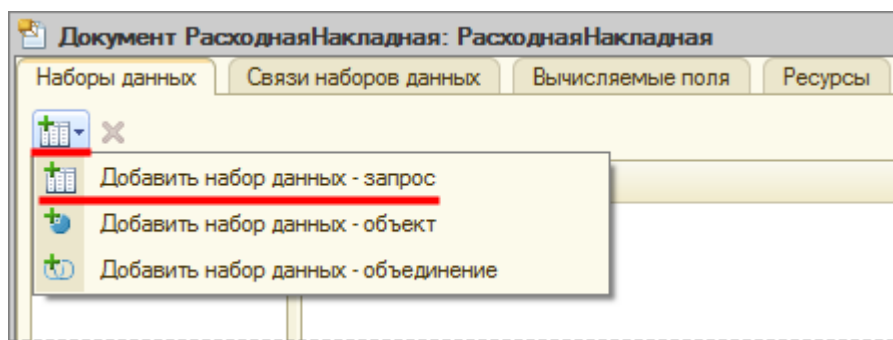 Документ РасходнаяНакладная: РасходнаяНакладная
Наборы данных Связи наборов данных Вычисляемые поля Ресурсы
Добавить набор данных - запрос
Добавить набор данных - объект
Добавить набор данных - объединение